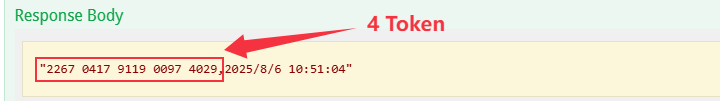 Response Body
4 Token
"2267 0417 9119 0097 4029,2025/8/6 10:51:04"